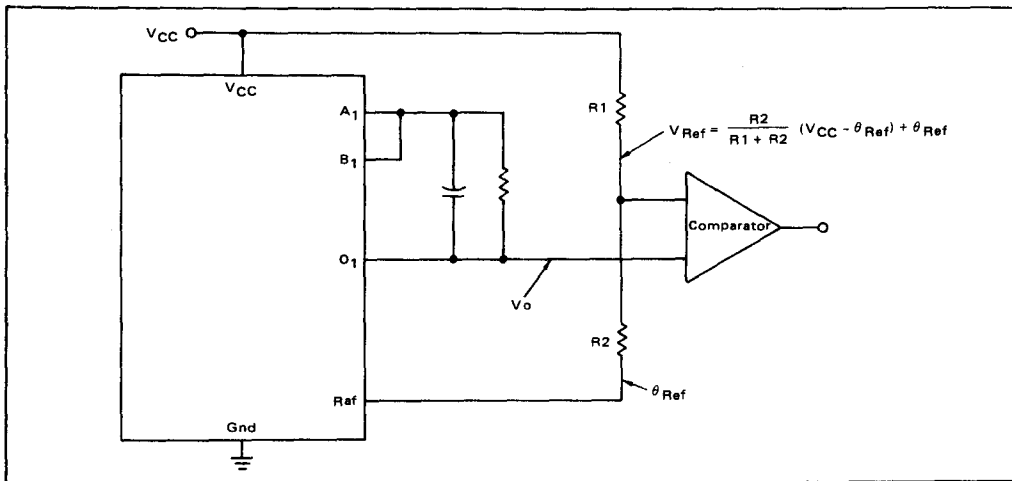 VCC
VCC
A1
B1
O1
Raf
Gnd
R1
VRef = R2 / R1 + R2 (VCC - θRef) + θRef
Comparator
Vo
R2
θRef